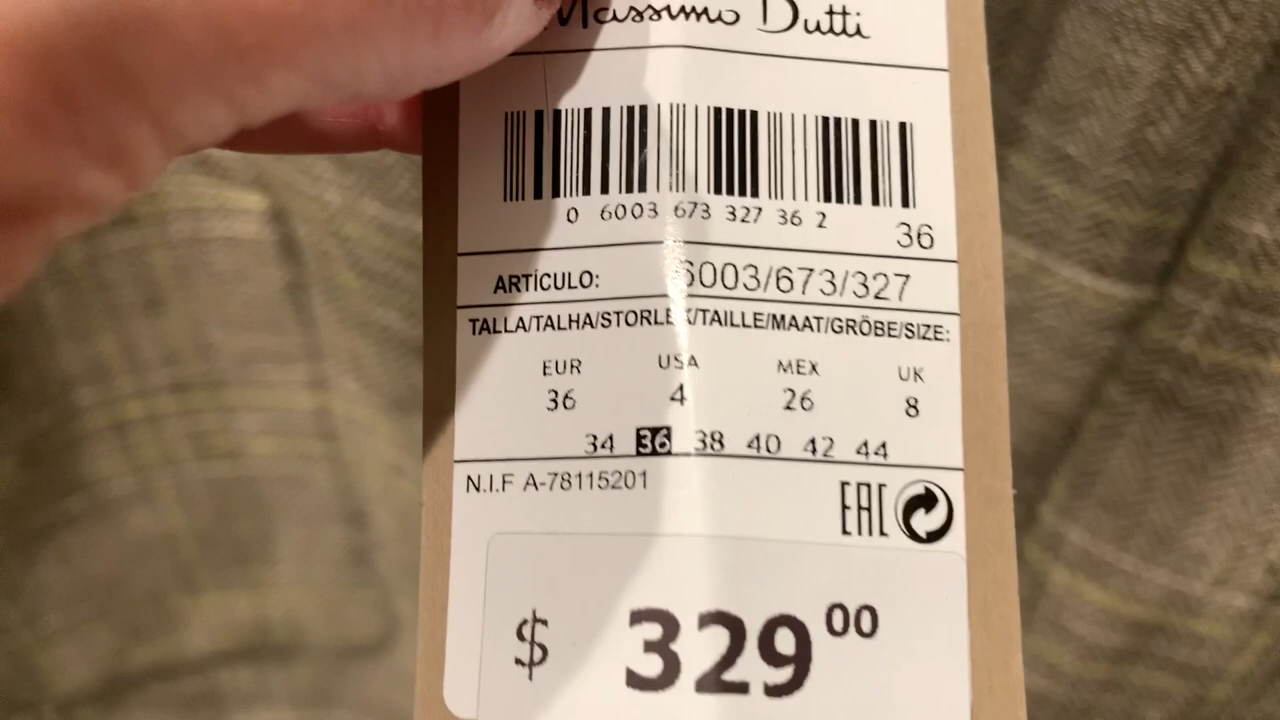 Massimo Dutti
0 6003 673 327 36 2
36
ARTÍCULO: 6003/673/327
TALLA/TALHA/STORLEK/TAILLE/MAAT/GRÖBE/SIZE:
EUR USA MEX UK
36 4 26 8
34 36 38 40 42 44
N.I.F A-78115201
EAC
$ 329 00